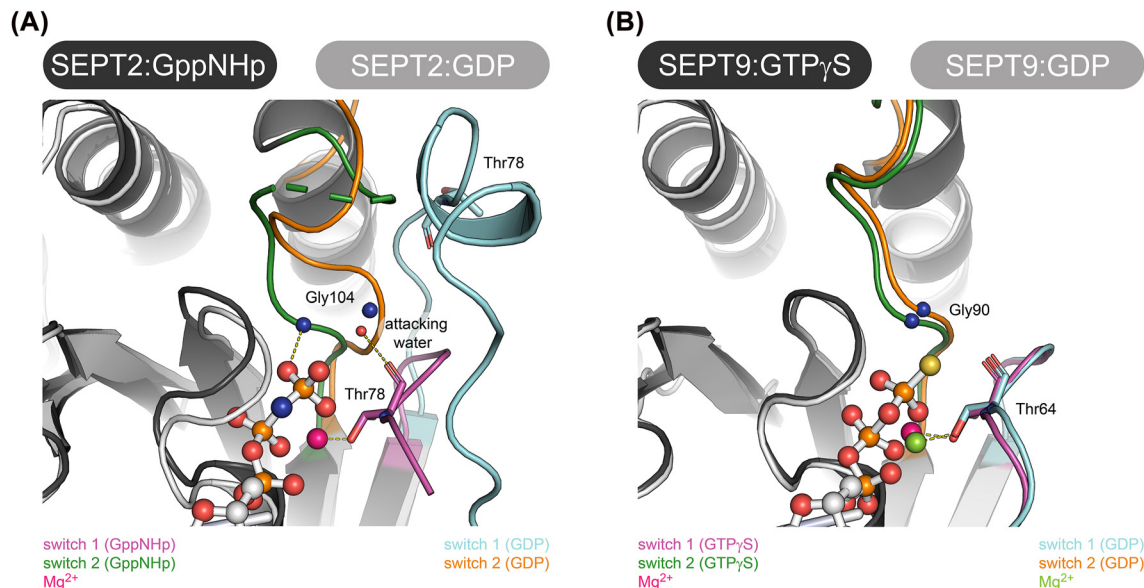 (A)
SEPT2:GppNHp
SEPT2:GDP
Thr78
Gly104
attacking
water
Thr78
switch 1 (GppNHp)
switch 2 (GppNHp)
Mg2+
switch 1 (GDP)
switch 2 (GDP)
(B)
SEPT9:GTPγS
SEPT9:GDP
Gly90
Thr64
switch 1 (GTPγS)
switch 2 (GTPγS)
Mg2+
switch 1 (GDP)
switch 2 (GDP)
Mg2+